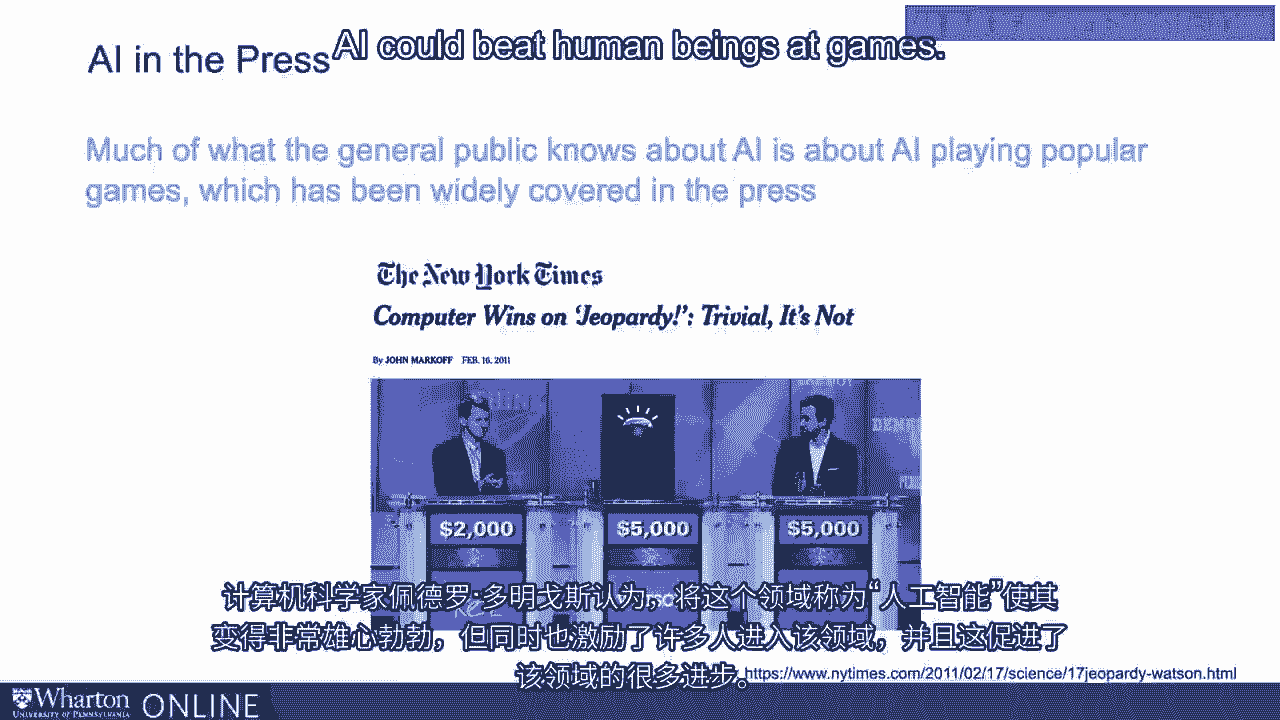 AI could beat human beings at games.
AI in the Press
Much of what the general public knows about AI is about AI playing popular
games, which has been widely covered in the press
The New York Times
Computer Wins on ‘Jeopardy!’: Trivial, It’s Not
By JOHN MARKOFF FEB. 16, 2011
$2,000 $5,000 $5,000
计算机科学家佩德罗·多明戈斯认为，将这个领域称为“人工智能”使其
变得非常雄心勃勃，但同时也激励了许多人进入该领域，并且这促进了
该领域的很多进步。
https://www.nytimes.com/2011/02/17/science/17jeopardy-watson.html
Wharton ONLINE
UNIVERSITY of PENNSYLVANIA